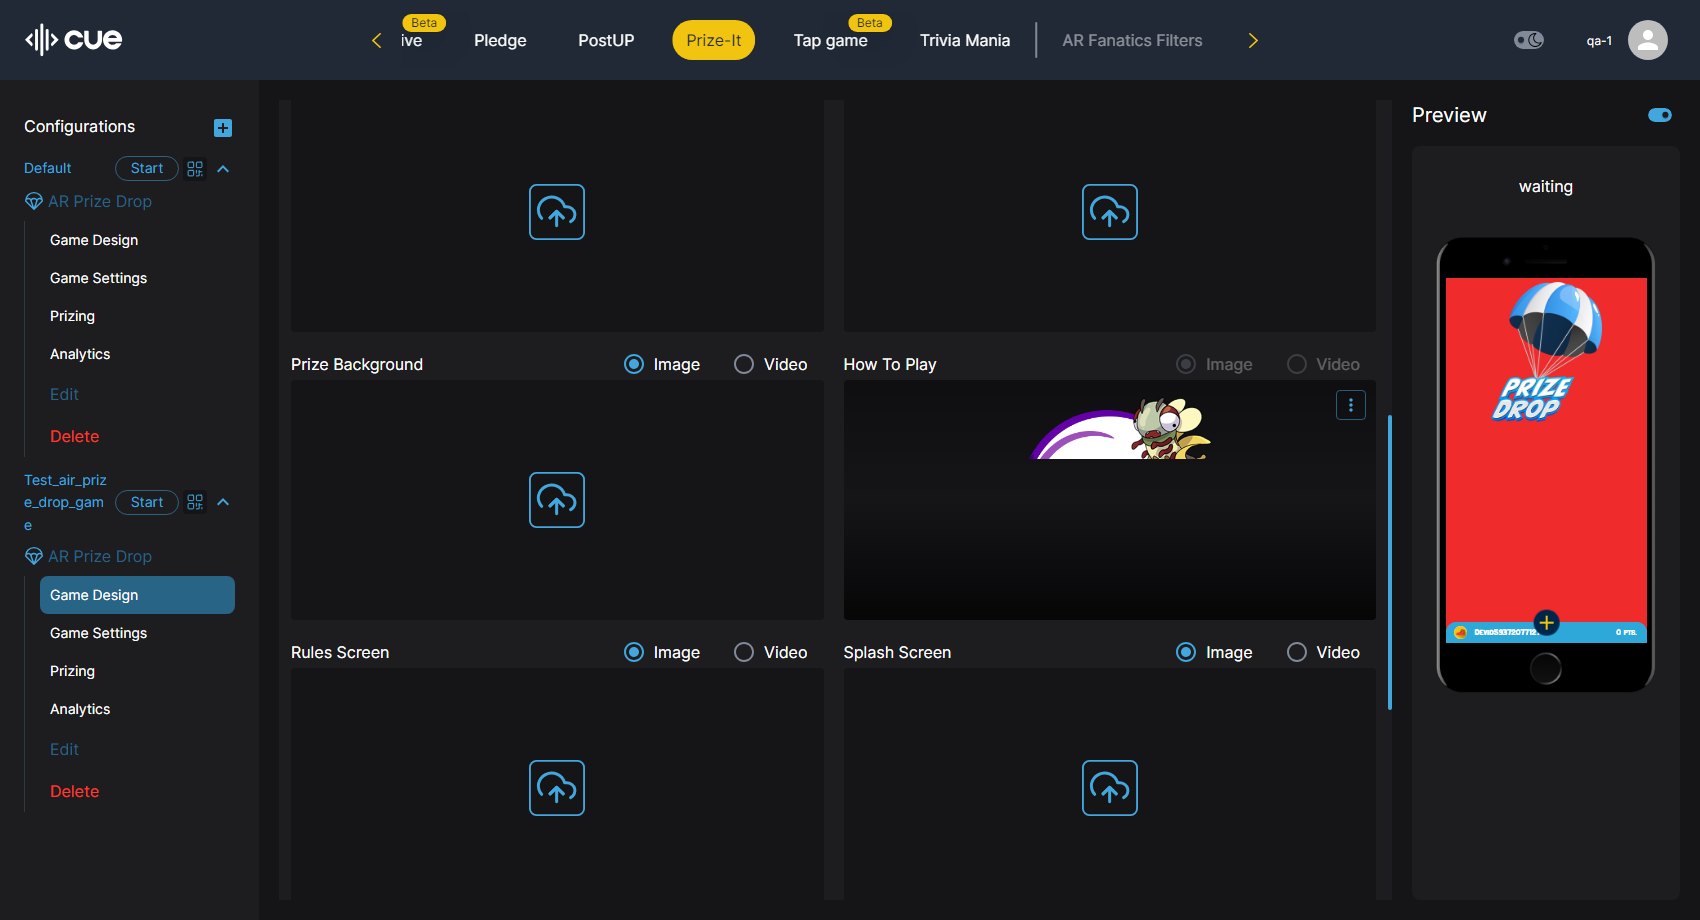 cue
ive
Beta
Pledge
PostUP
Prize-It
Tap game
Beta
Trivia Mania
AR Fanatics Filters
qa-1
Configurations
Default
Start
AR Prize Drop
Game Design
Game Settings
Prizing
Analytics
Edit
Delete
Test_air_priz
e_drop_gam
e
Start
AR Prize Drop
Game Design
Game Settings
Prizing
Analytics
Edit
Delete
Prize Background
Image
Video
How To Play
Image
Video
Rules Screen
Image
Video
Splash Screen
Image
Video
Preview
waiting
PRIZE
DROP
0 PTS.